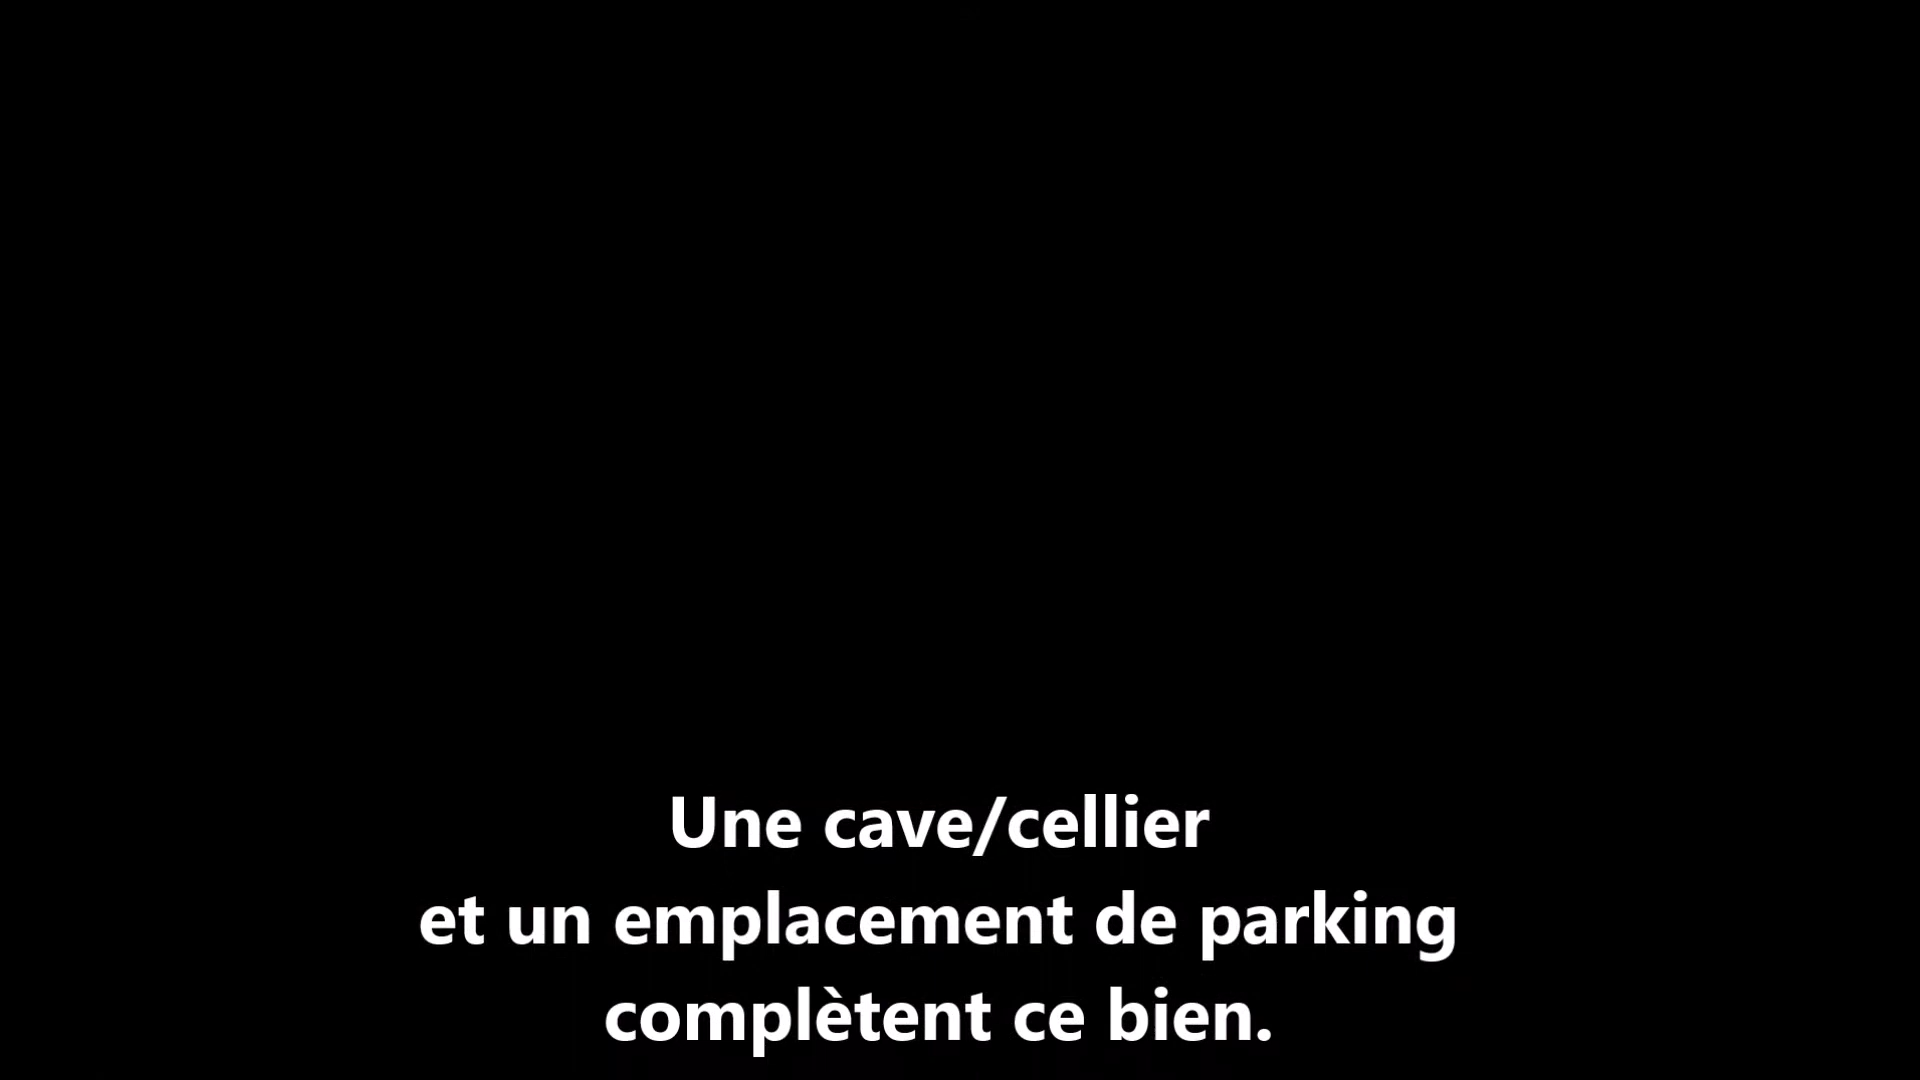 Une cave/cellier
et un emplacement de parking
complètent ce bien.